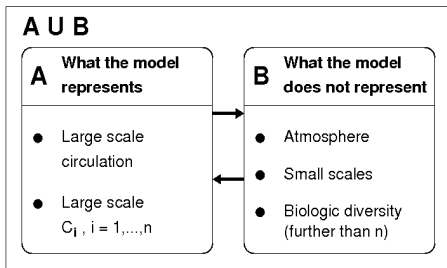 A U B
A What the model
represents
● Large scale
circulation
● Large scale
Ci , i = 1,...,n
B What the model
does not represent
● Atmosphere
● Small scales
● Biologic diversity
(further than n)